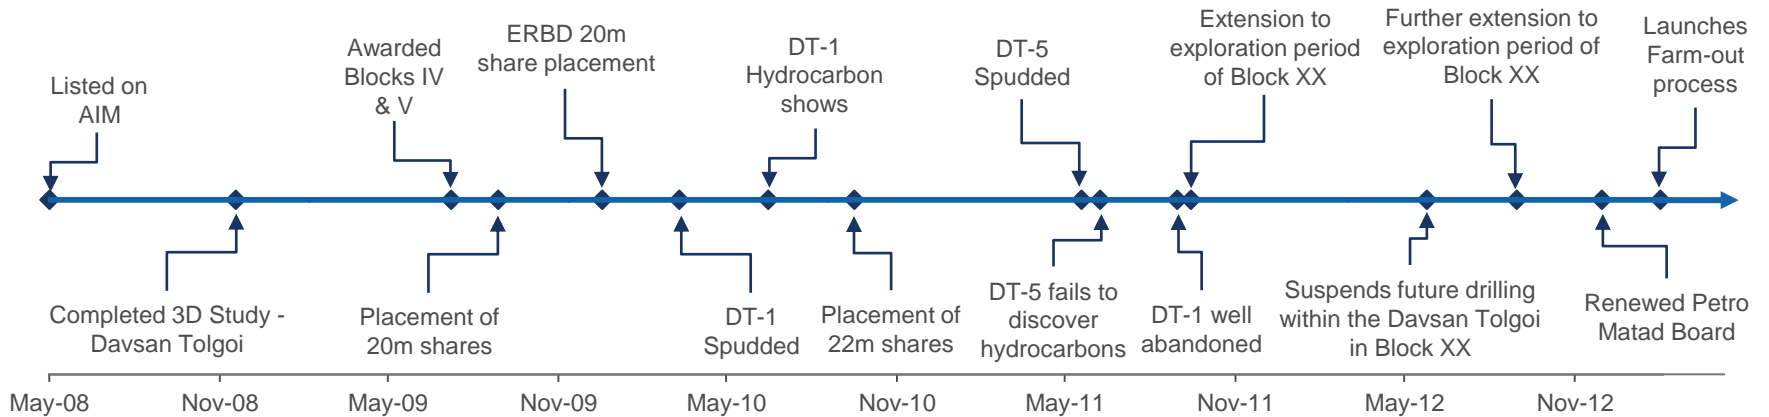 Listed on
AIM
Awarded
Blocks IV
& V
ERBD 20m
share placement
DT-1
Hydrocarbon
shows
DT-5
Spudded
Extension to
exploration period
of Block XX
Further extension to
exploration period of
Block XX
Launches
Farm-out
process
Completed 3D Study -
Davsan Tolgoi
Placement of
20m shares
DT-1
Spudded
Placement of
22m shares
DT-5 fails to
discover
hydrocarbons
DT-1 well
abandoned
Suspends future drilling
within the Davsan Tolgoi
in Block XX
Renewed Petro
Matad Board
May-08
Nov-08
May-09
Nov-09
May-10
Nov-10
May-11
Nov-11
May-12
Nov-12